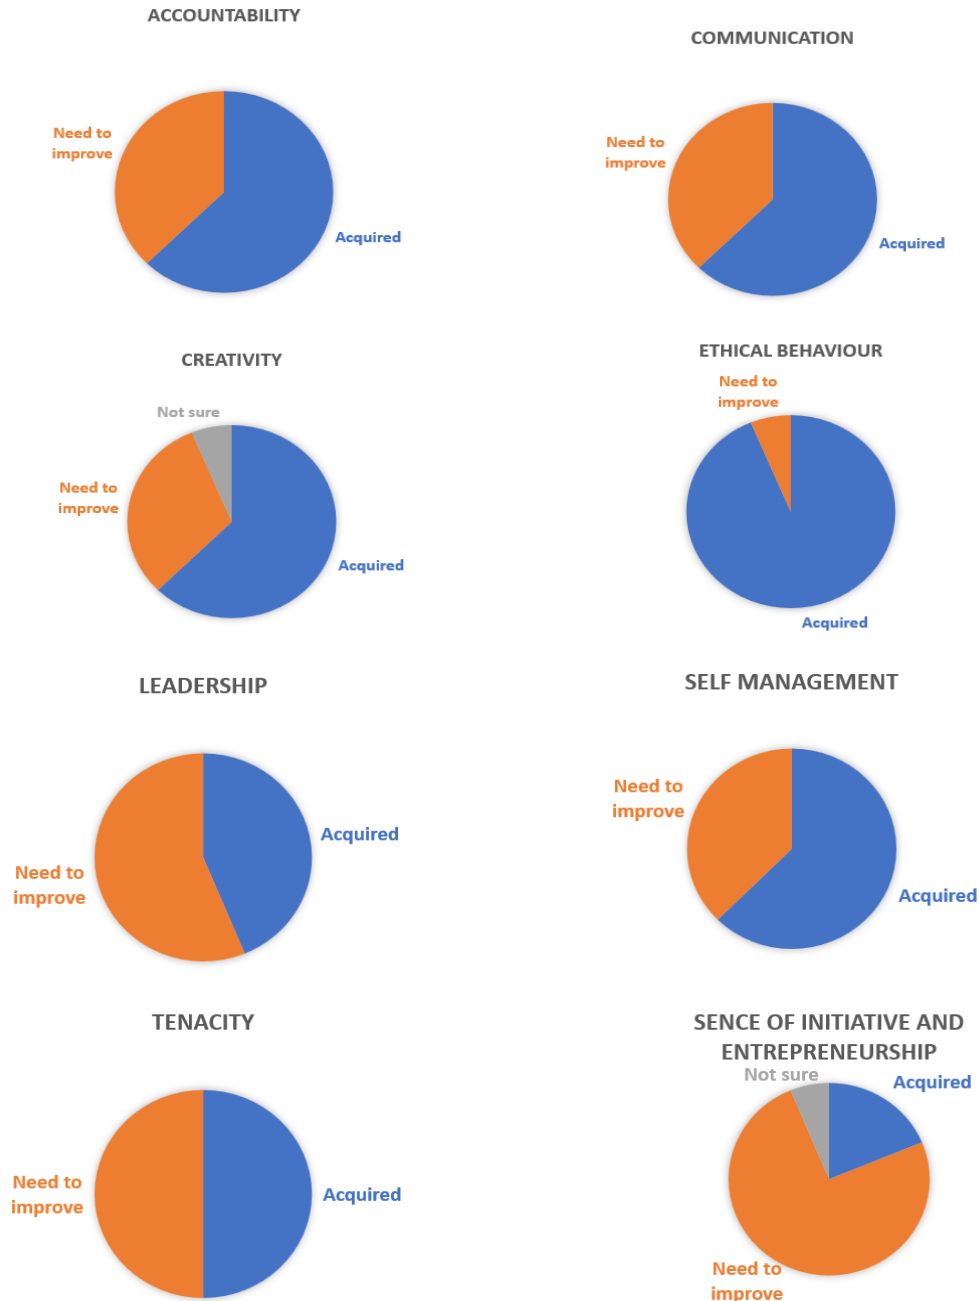 ACCOUNTABILITY
Need to
improve
Acquired
COMMUNICATION
Need to
improve
Acquired
CREATIVITY
Not sure
Need to
improve
Acquired
ETHICAL BEHAVIOUR
Need to
improve
Acquired
LEADERSHIP
Acquired
Need to
improve
SELF MANAGEMENT
Need to
improve
Acquired
TENACITY
Need to
improve
Acquired
SENCE OF INITIATIVE AND
ENTREPRENEURSHIP
Not sure
Acquired
Need to
improve